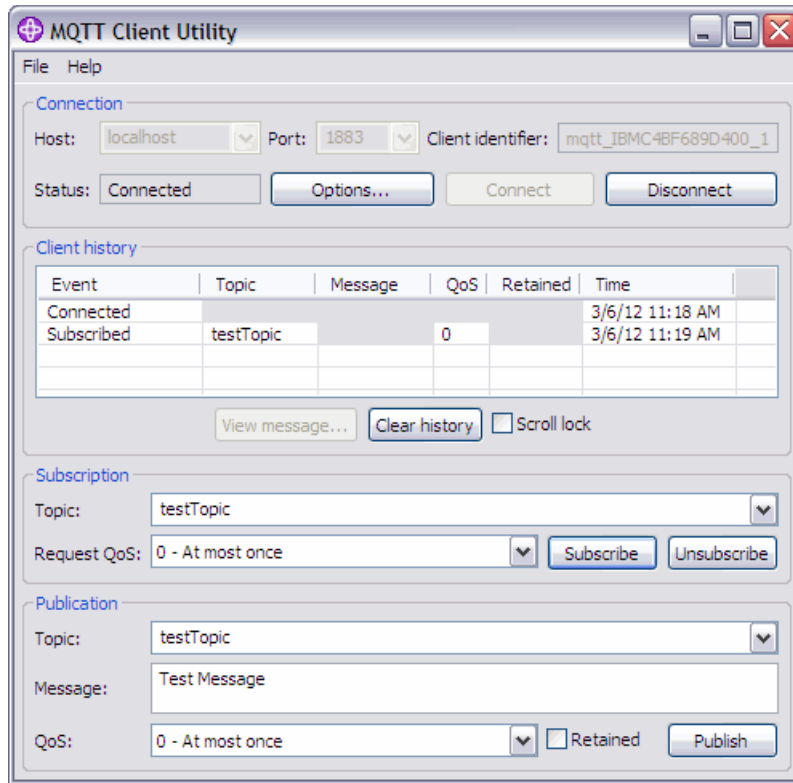 MQTT Client Utility
File Help
Connection
Host: localhost Port: 1883 Client identifier: mqtt_IBMC4BF689D400_1
Status: Connected Options... Connect Disconnect
Client history
Event Topic Message QoS Retained Time
Connected 3/6/12 11:18 AM
Subscribed testTopic 0 3/6/12 11:19 AM
View message... Clear history Scroll lock
Subscription
Topic: testTopic
Request QoS: 0 - At most once Subscribe Unsubscribe
Publication
Topic: testTopic
Message: Test Message
QoS: 0 - At most once Retained Publish